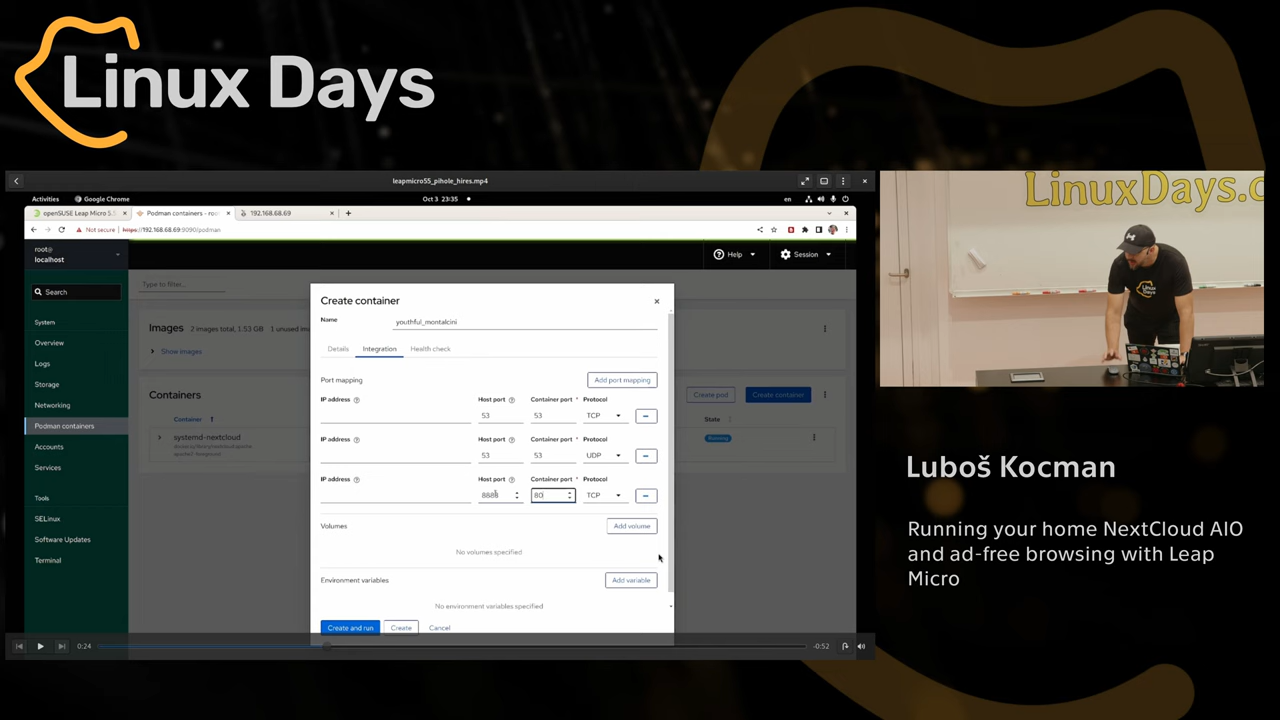 Linux Days
leapmicro55_pihole_hires.mp4
Activities
Google Chrome
Oct 3 23:35
en
openSUSE Leap Micro 5.5
Podman containers - roo
192.168.68.69
Not secure
https://192.168.68.69:9090/podman
root@
localhost
Help
Session
Search
System
Overview
Logs
Storage
Networking
Podman containers
Accounts
Services
Tools
SELinux
Software Updates
Terminal
Type to filter...
Images
2 images total, 1.53 GB
1 unused im
Show images
Containers
Create pod
Create container
Container
State
systemd-nextcloud
Running
Create container
Name
youthful_montalcini
Details
Integration
Health check
Port mapping
Add port mapping
IP address
Host port
Container port *
Protocol
53
53
TCP
IP address
Host port
Container port *
Protocol
53
53
UDP
IP address
Host port
Container port *
Protocol
8888
80
TCP
Volumes
Add volume
No volumes specified
Environment variables
Add variable
No environment variables specified
Create and run
Create
Cancel
0:24
-0:52
LinuxDays.c
Linux
Days
Luboš Kocman
Running your home NextCloud AIO
and ad-free browsing with Leap
Micro